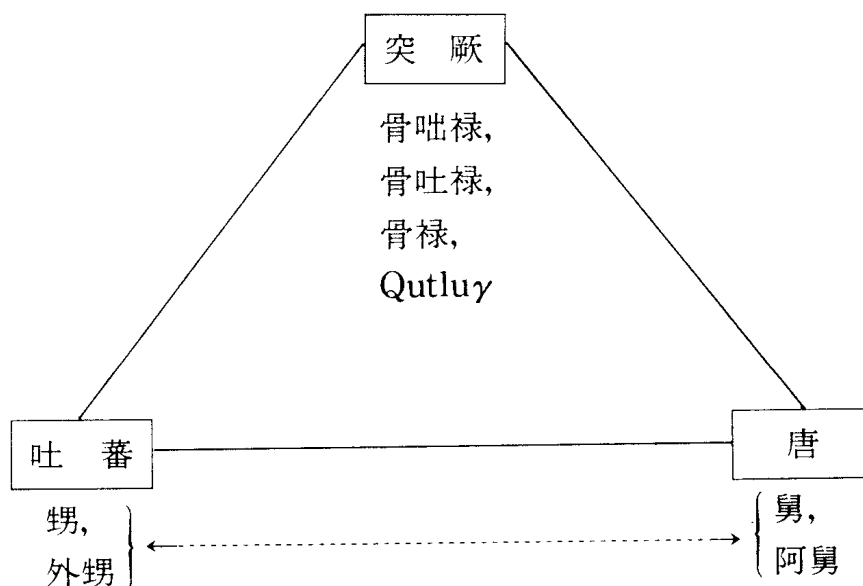 突厥
骨咄禄,
骨吐禄,
骨禄,
Qutluγ
吐蕃
唐
甥,
外甥
舅,
阿舅